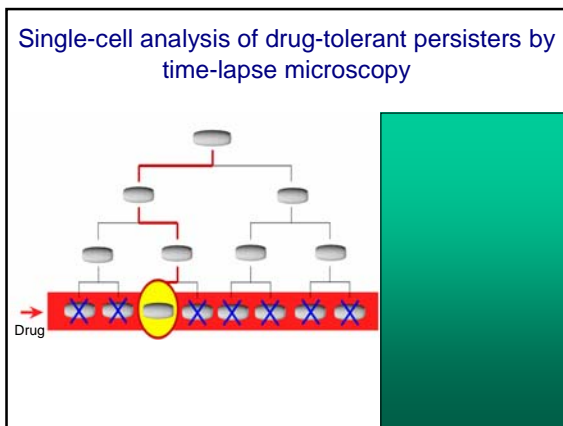 Single-cell analysis of drug-tolerant persisters by
time-lapse microscopy
Drug